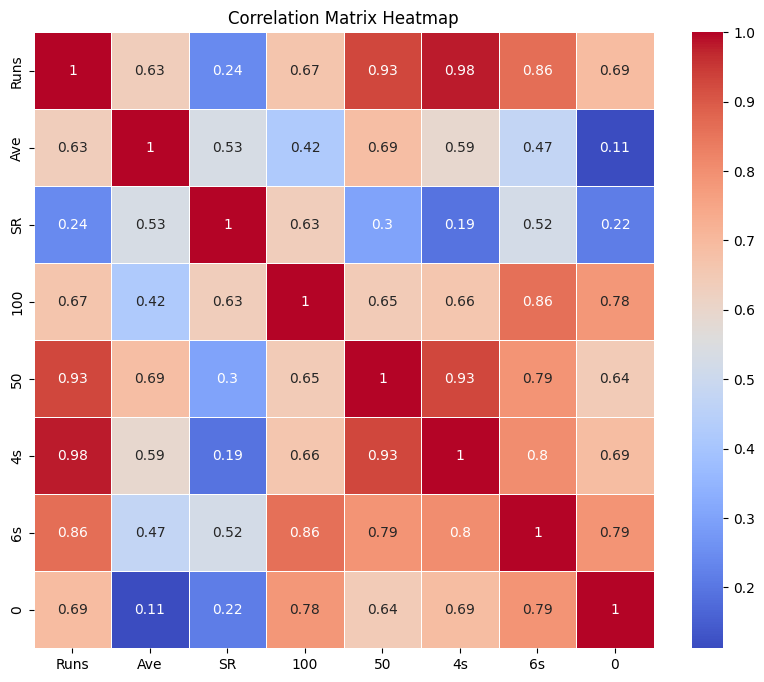 Correlation Matrix Heatmap
Runs 1 0.63 0.24 0.67 0.93 0.98 0.86 0.69
Ave 0.63 1 0.53 0.42 0.69 0.59 0.47 0.11
SR 0.24 0.53 1 0.63 0.3 0.19 0.52 0.22
100 0.67 0.42 0.63 1 0.65 0.66 0.86 0.78
50 0.93 0.69 0.3 0.65 1 0.93 0.79 0.64
4s 0.98 0.59 0.19 0.66 0.93 1 0.8 0.69
6s 0.86 0.47 0.52 0.86 0.79 0.8 1 0.79
0 0.69 0.11 0.22 0.78 0.64 0.69 0.79 1
Runs Ave SR 100 50 4s 6s 0
1.0
0.9
0.8
0.7
0.6
0.5
0.4
0.3
0.2